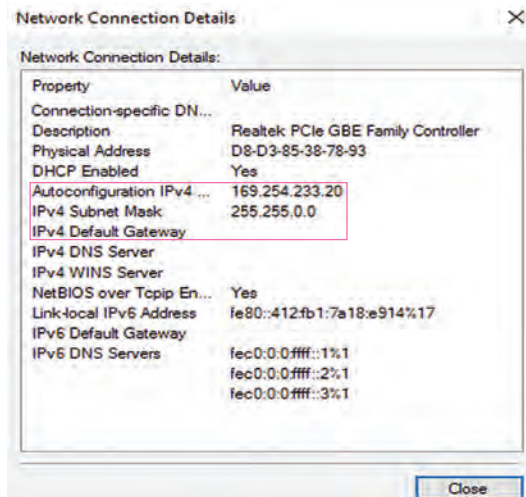 Network Connection Details
Network Connection Details:
Property Value
Connection-specific DN...
Description Realtek PCIe GBE Family Controller
Physical Address D8-D3-85-38-78-93
DHCP Enabled Yes
Autoconfiguration IPv4 ... 169.254.233.20
IPv4 Subnet Mask 255.255.0.0
IPv4 Default Gateway
IPv4 DNS Server
IPv4 WINS Server
NetBIOS over Tcpip En... Yes
Link-local IPv6 Address fe80::412:fb1:7a18:e914%17
IPv6 Default Gateway
IPv6 DNS Servers fec0:0:0:ffff::1%1
fec0:0:0:ffff::2%1
fec0:0:0:ffff::3%1
Close